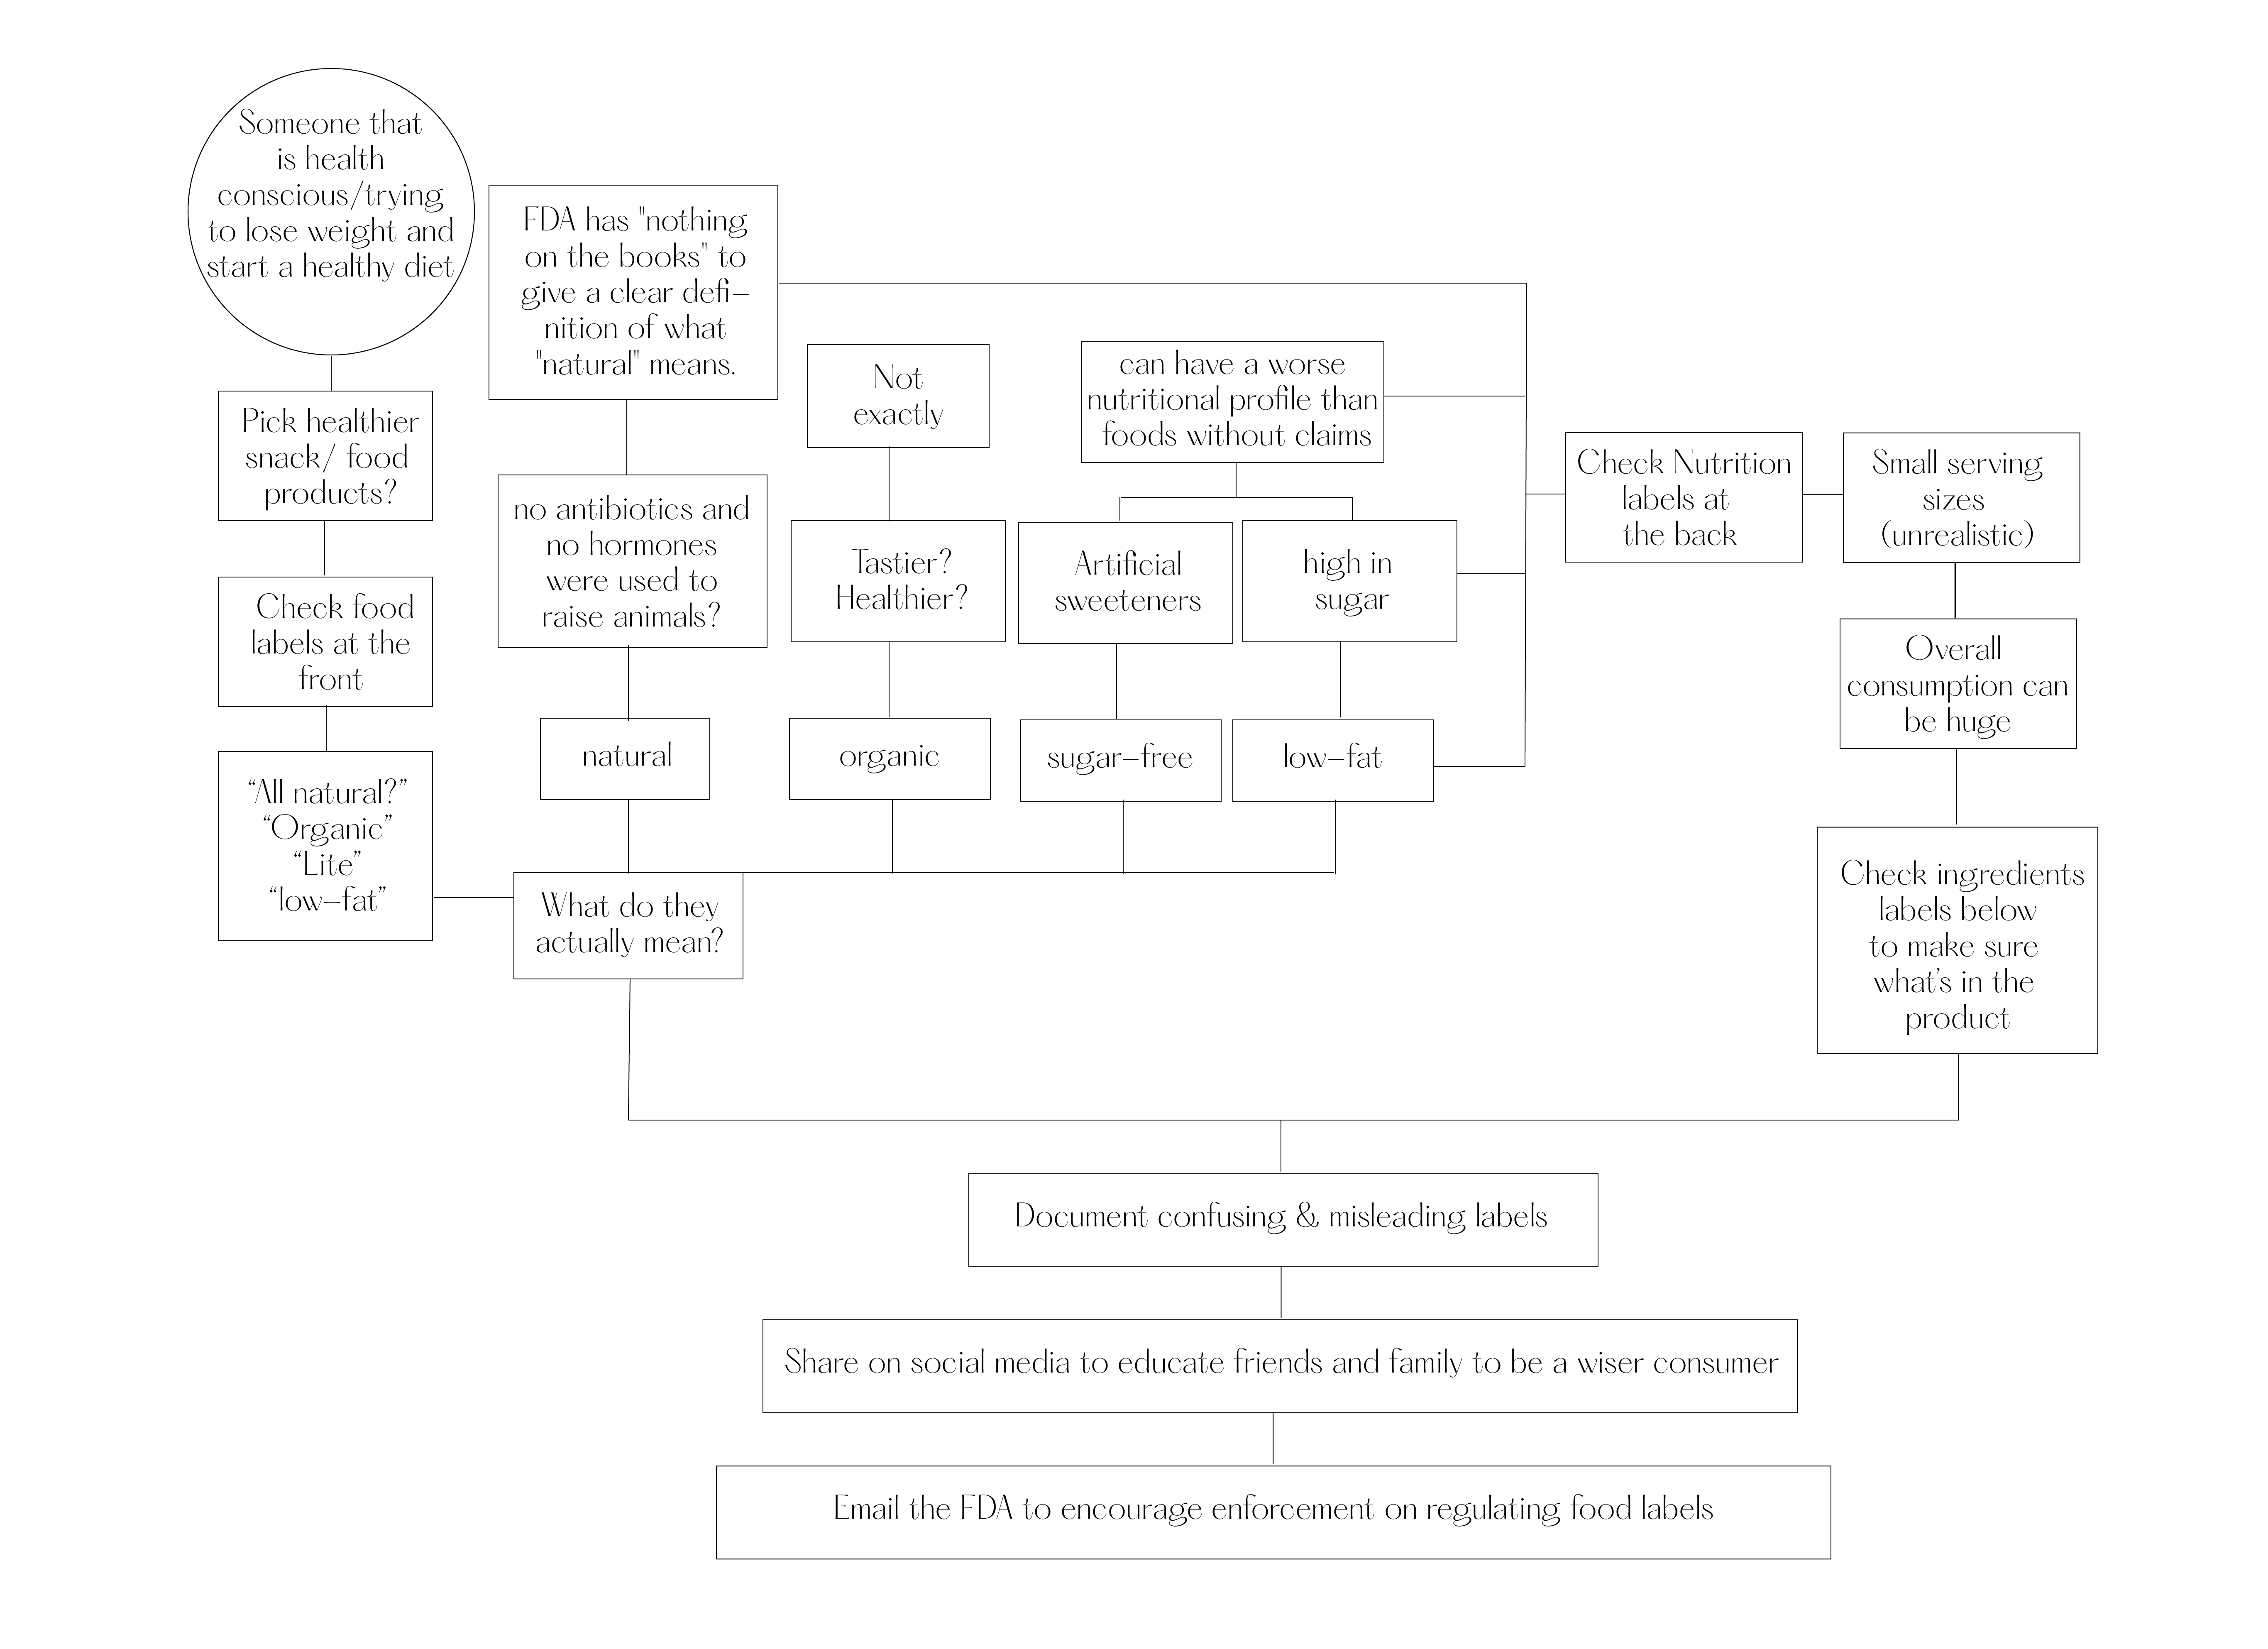 Someone that
is health
conscious/trying
to lose weight and
start a healthy diet
Pick healthier
snack/ food
products?
Check food
labels at the
front
“All natural?”
“Organic”
“Lite”
“low-fat”
What do they
actually mean?
FDA has "nothing
on the books" to
give a clear defi-
nition of what
"natural" means.
no antibiotics and
no hormones
were used to
raise animals?
natural
Not
exactly
Tastier?
Healthier?
organic
can have a worse
nutritional profile than
foods without claims
Artificial
sweeteners
sugar-free
high in
sugar
low-fat
Check Nutrition
labels at
the back
Small serving
sizes
(unrealistic)
Overall
consumption can
be huge
Check ingredients
labels below
to make sure
what’s in the
product
Document confusing & misleading labels
Share on social media to educate friends and family to be a wiser consumer
Email the FDA to encourage enforcement on regulating food labels